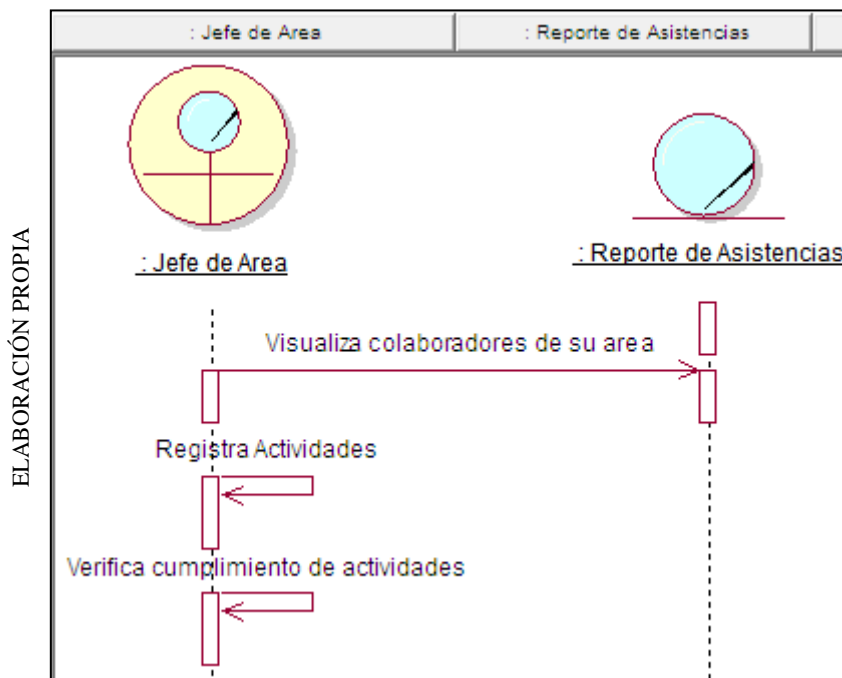 : Jefe de Area
: Reporte de Asistencias
: Jefe de Area
: Reporte de Asistencias
Visualiza colaboradores de su area
Registra Actividades
Verifica cumplimiento de actividades
ELABORACIÓN PROPIA